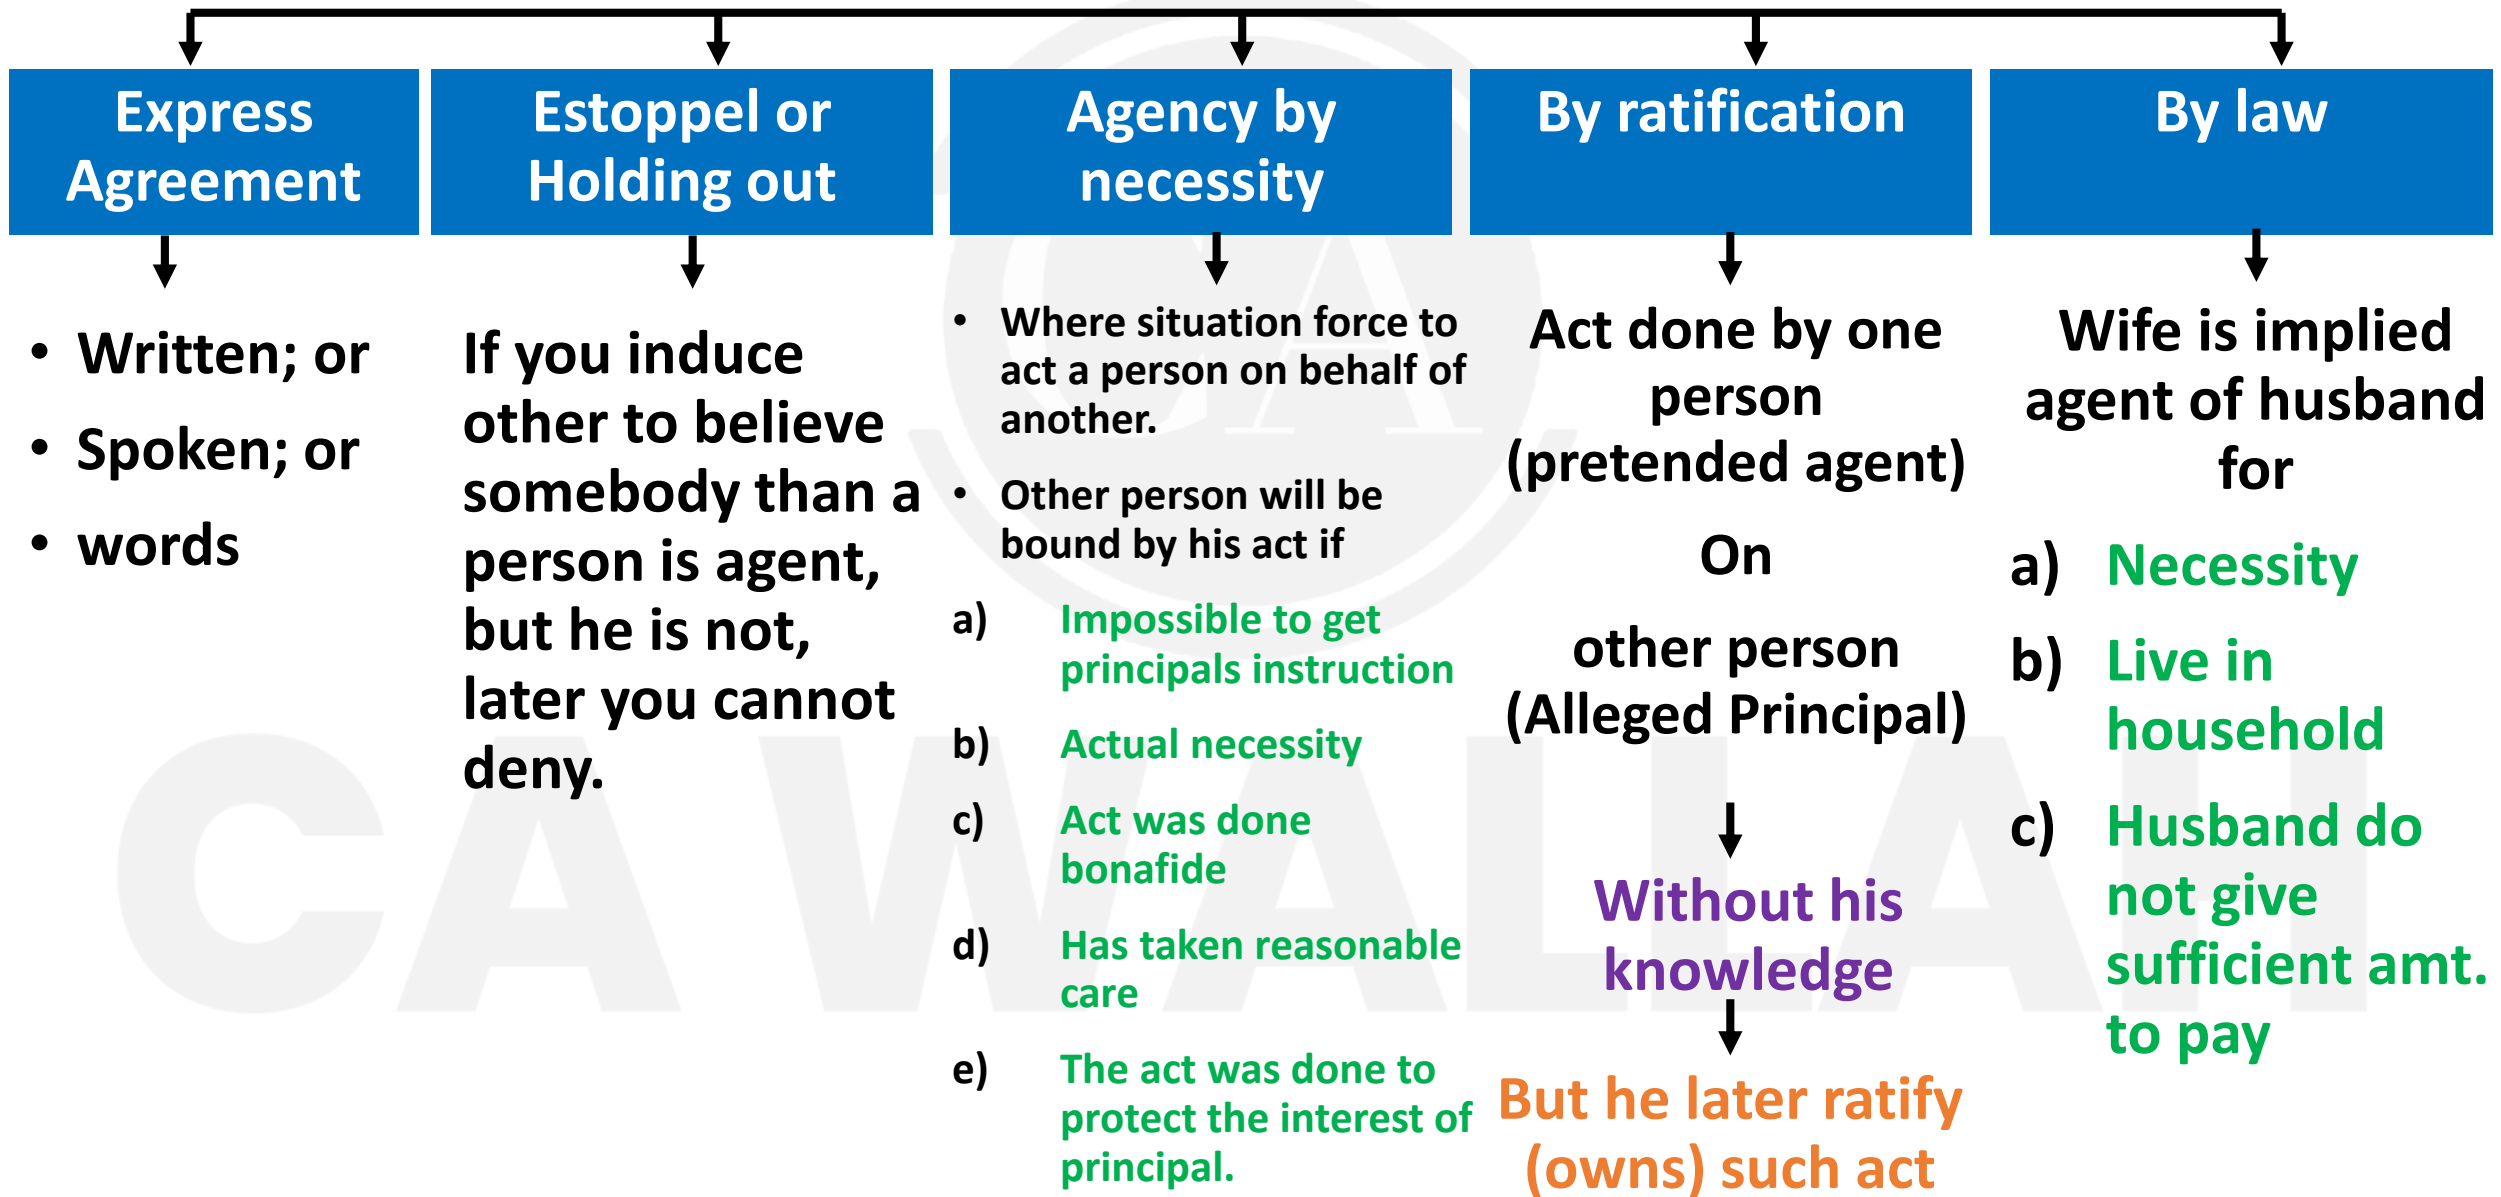 Express
Agreement
• Written; or
• Spoken; or
• words
Estoppel or
Holding out
If you induce
other to believe
somebody than a
person is agent,
but he is not,
later you cannot
deny.
Agency by
necessity
• Where situation force to
act a person on behalf of
another.
• Other person will be
bound by his act if
a) Impossible to get
principals instruction
b) Actual necessity
c) Act was done
bonafide
d) Has taken reasonable
care
e) The act was done to
protect the interest of
principal.
By ratification
Act done by one
person
(pretended agent)
On
other person
(Alleged Principal)
Without his
knowledge
But he later ratify
(owns) such act
By law
Wife is implied
agent of husband
for
a) Necessity
b) Live in
household
c) Husband do
not give
sufficient amt.
to pay
CA
CA WALLAH